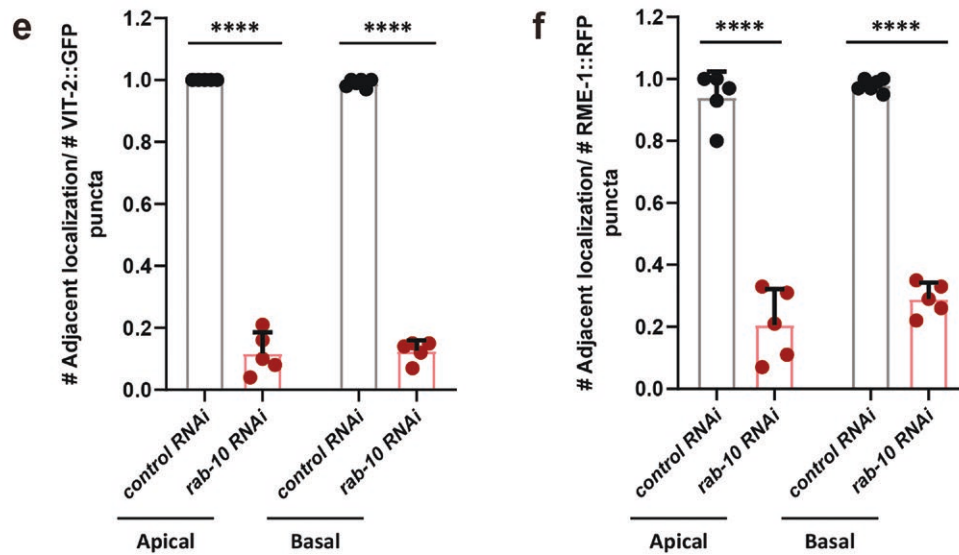 e
# Adjacent localization/ # VIT-2::GFP
puncta
1.2
1.0
0.8
0.6
0.4
0.2
0.0
****
****
control RNAi
rab-10 RNAi
control RNAi
rab-10 RNAi
Apical
Basal
f
# Adjacent localization/ # RME-1::RFP
puncta
1.2
1.0
0.8
0.6
0.4
0.2
0.0
****
****
control RNAi
rab-10 RNAi
control RNAi
rab-10 RNAi
Apical
Basal